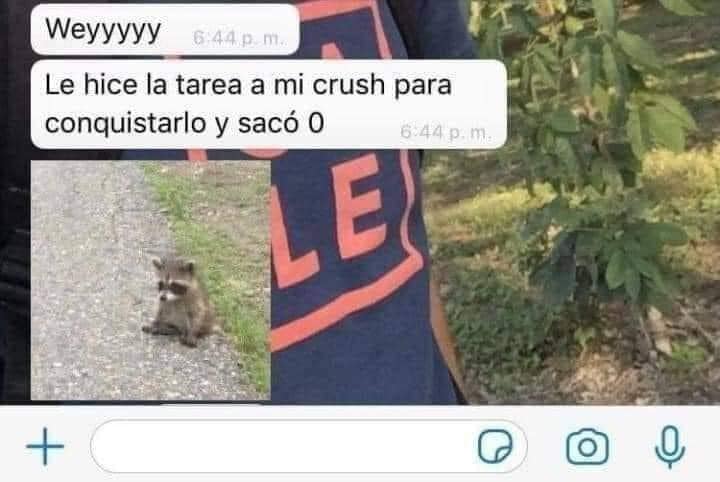 Weyyyyy 6:44 p. m.
Le hice la tarea a mi crush para
conquistarlo y sacó 0 6:44 p. m.
LE